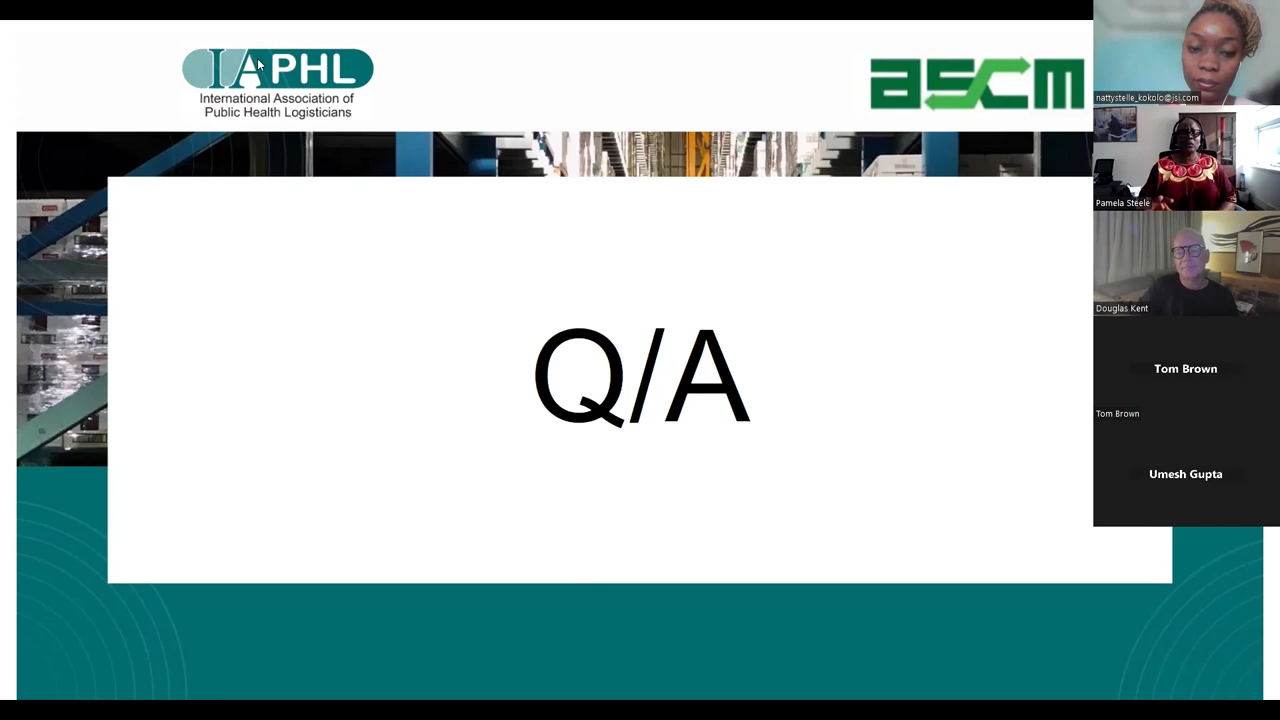 IAPHL
International Association of
Public Health Logisticians
ascm
Q/A
nattystelle_kokolo@jsi.com
Pamela Steele
Douglas Kent
Tom Brown
Tom Brown
Umesh Gupta